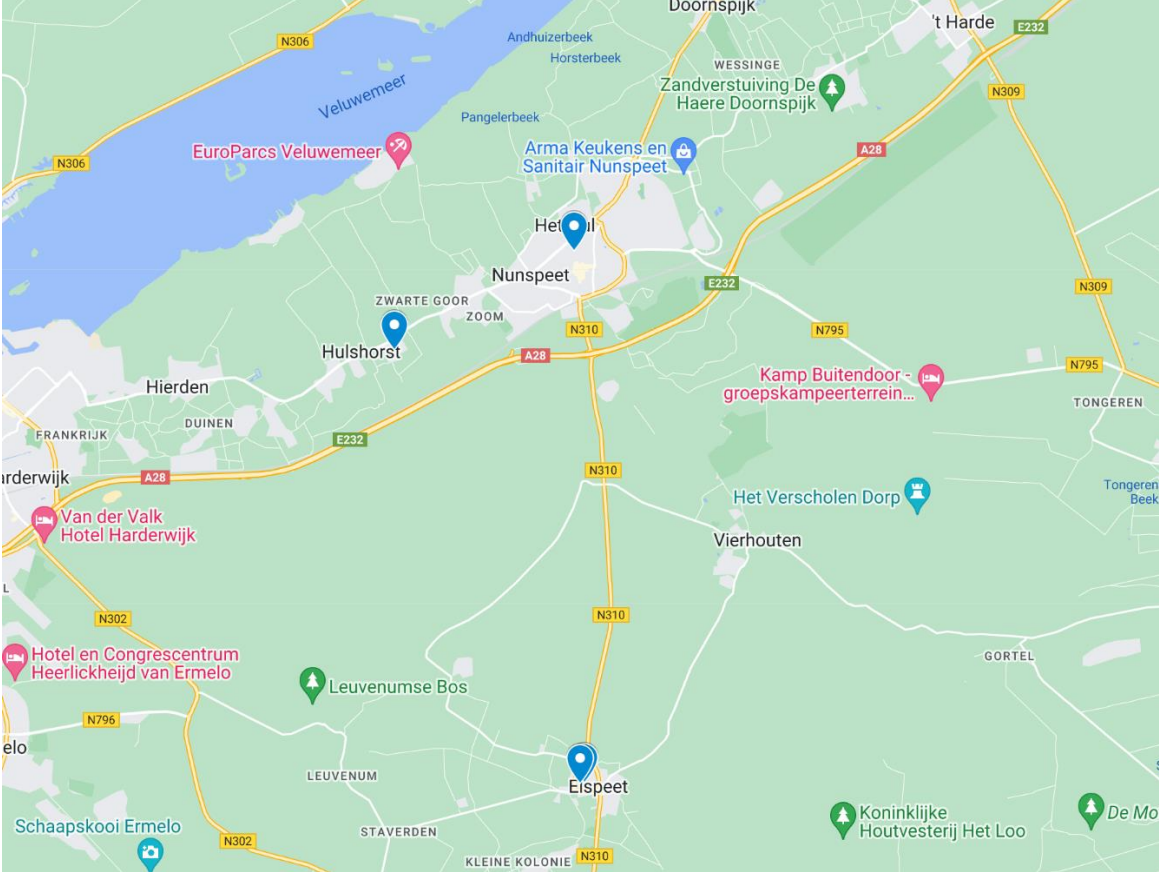 Doornspijk
't Harde
N306
Andhuizerbeek
E232
Horsterbeek
WESSINGE
Veluwemeer
Zandverstuiving De
Haere Doornspijk
N309
Pangelerbeek
EuroParcs Veluwemeer
Arma Keukens en
Sanitair Nunspeet
A28
N306
Nunspeet
E232
N309
ZWARTE GOOR
ZOOM
N310
N795
Hulshorst
A28
N795
Hierden
Kamp Buitendoor -
groepskampeerterrein...
TONGEREN
DUINEN
FRANKRIJK
E232
N310
rderwijk
A28
Tongeren
Beek
Het Verscholen Dorp
Van der Valk
Hotel Harderwijk
Vierhouten
L
N302
N310
Hotel en Congrescentrum
Heerlickheijd van Ermelo
GORTEL
Leuvenumse Bos
N796
elo
LEUVENUM
Elspeet
Koninklijke
Houtvesterij Het Loo
De Mo
Schaapskooi Ermelo
STAVERDEN
N302
KLEINE KOLONIE
N310